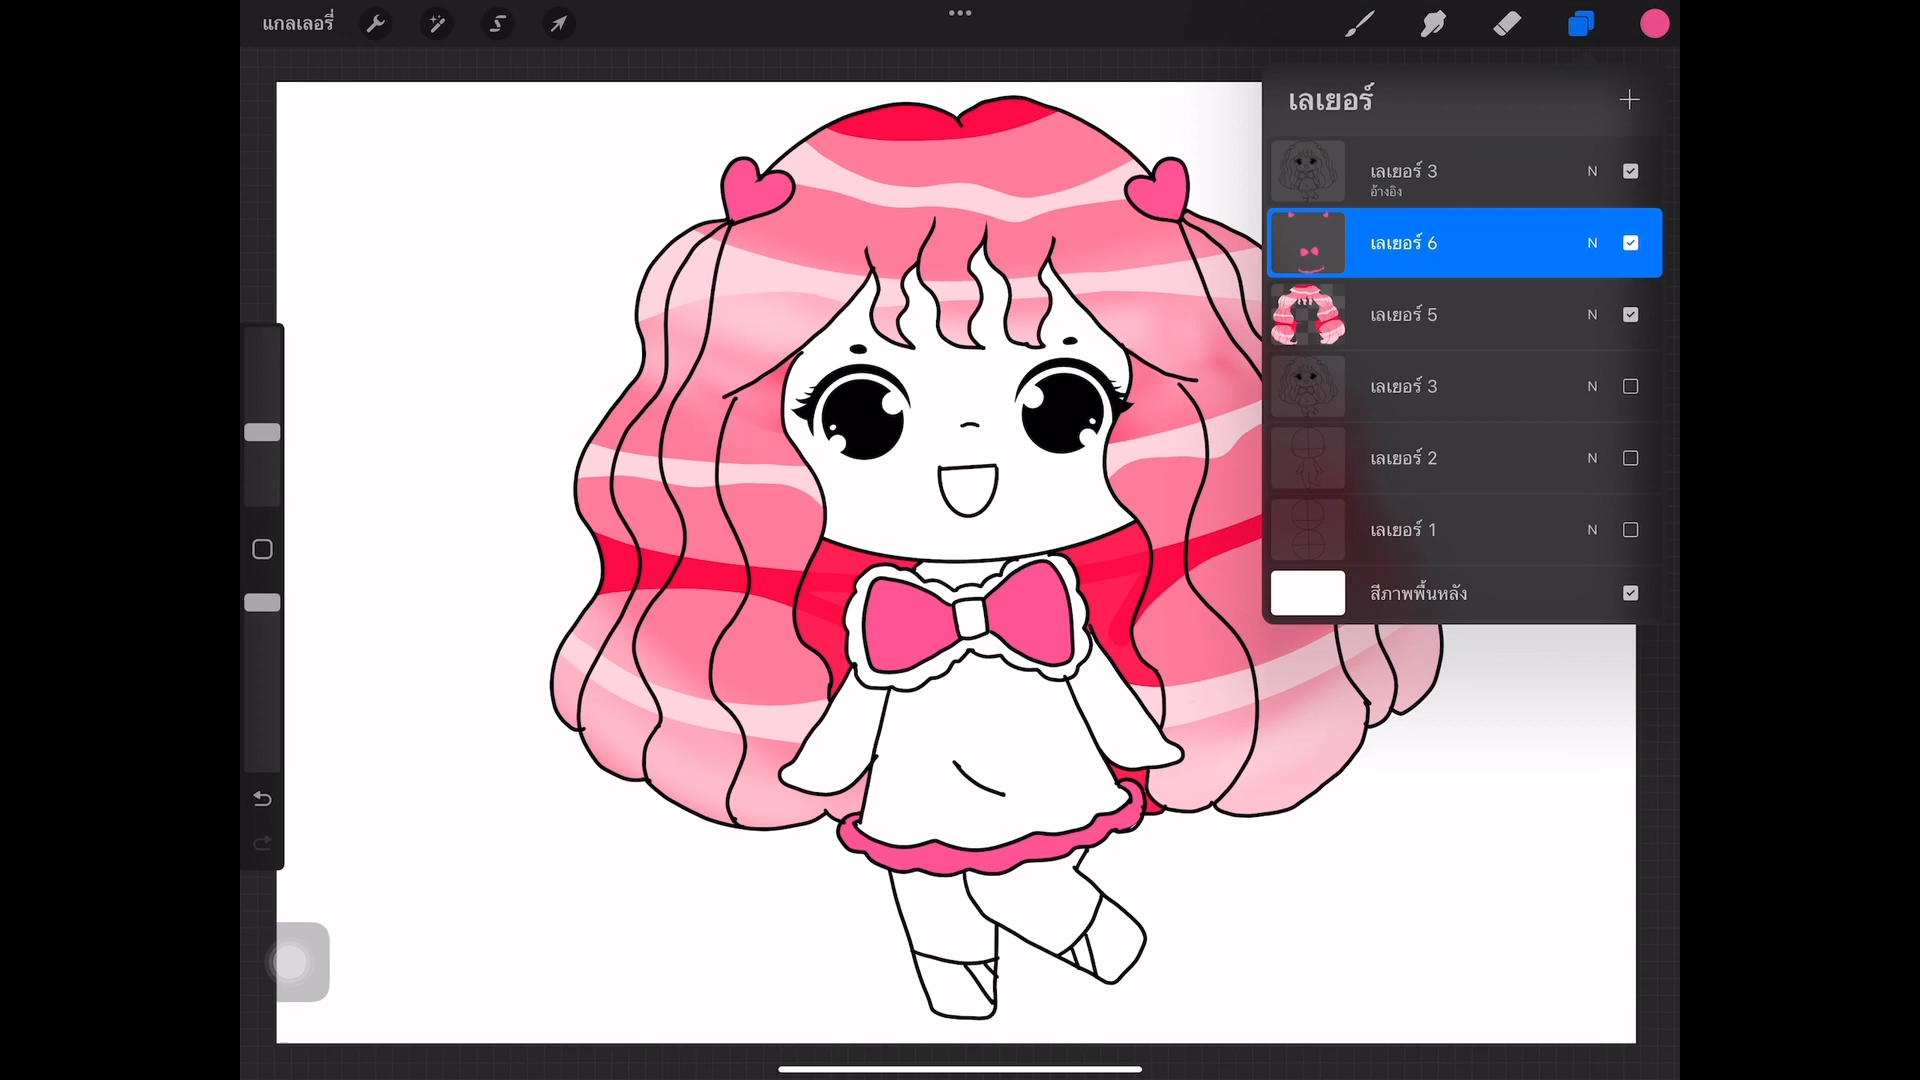 แกลเลอรี่
เลเยอร์
เลเยอร์ 3 N
อ้างอิง
เลเยอร์ 6 N
เลเยอร์ 5 N
เลเยอร์ 3 N
เลเยอร์ 2 N
เลเยอร์ 1 N
สีภาพพื้นหลัง